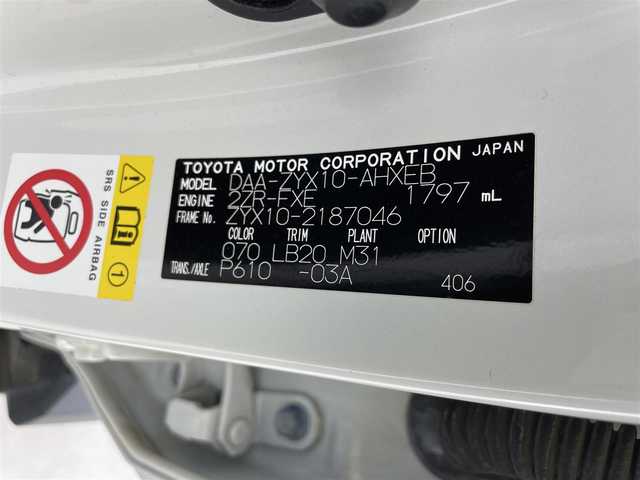 TOYOTA MOTOR CORPORATION JAPAN
MODEL DAA-ZYX10-AHXEB
ENGINE 2ZR-FXE 1797 mL
FRAME No. ZYX10-2187046
COLOR TRIM PLANT OPTION
070 LB20 M31
TRANS./AXLE P610 -03A 406
SRS SIDE AIRBAG
1